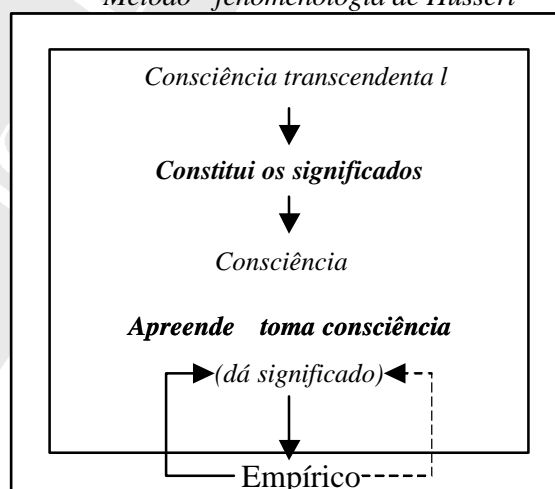 Método fenomenologia de Husserl
Consciência transcendenta l
Constitui os significados
Consciência
Apreende toma consciência
(dá significado)
Empírico